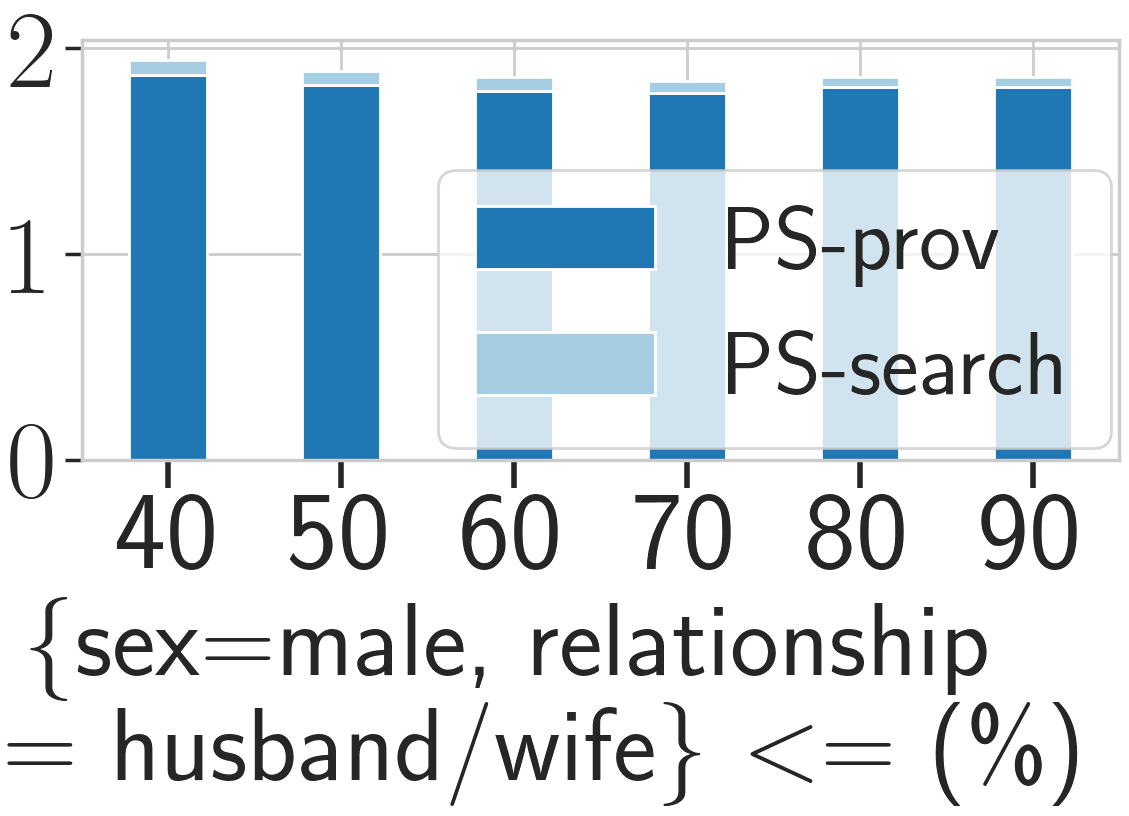 2
1
0
PS-prov
PS-search
40 50 60 70 80 90
{sex=male, relationship
= husband/wife} <= (%)